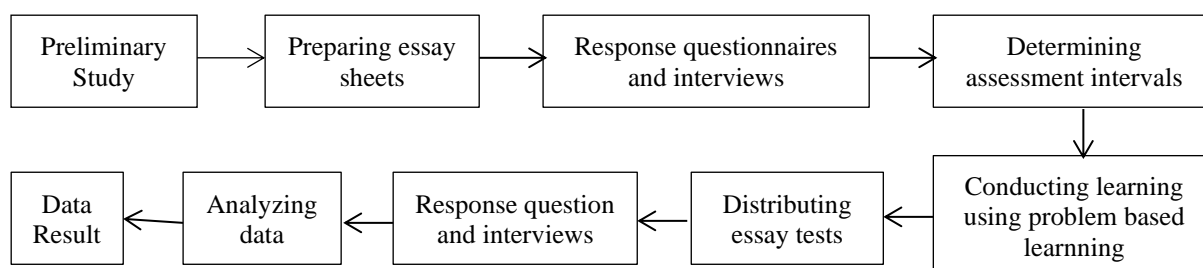 Preliminary
Study
Preparing essay
sheets
Response questionnaires
and interviews
Determining
assessment intervals
Conducting learning
using problem based
learnning
Distributing
essay tests
Response question
and interviews
Analyzing
data
Data
Result